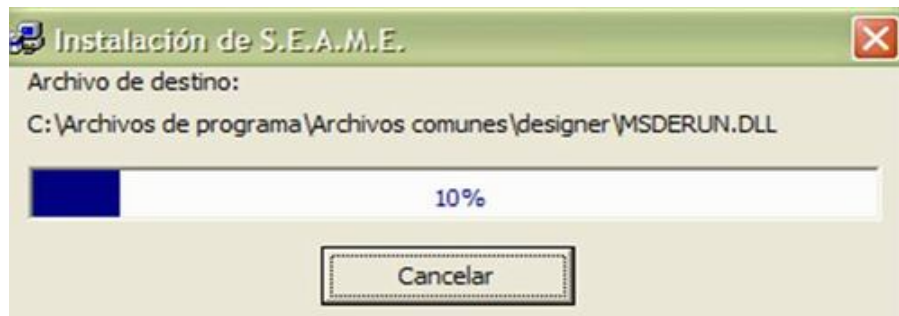 Instalación de S.E.A.M.E.
Archivo de destino:
C:\Archivos de programa\Archivos comunes\designer\MSDERUN.DLL
10%
Cancelar